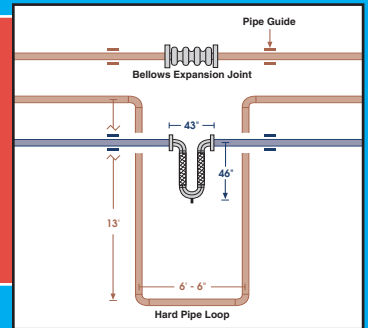 Pipe Guide
Bellows Expansion Joint
43"
46"
13'
6' - 6"
Hard Pipe Loop